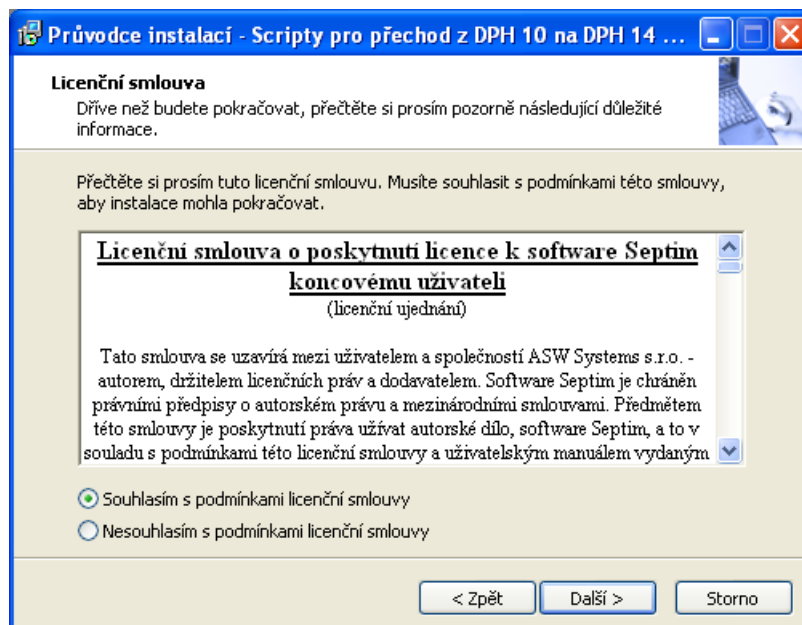 Průvodce instalací - Scripty pro přechod z DPH 10 na DPH 14 ...
Licenční smlouva
Dříve než budete pokračovat, přečtěte si prosím pozorně následující důležité
informace.
Přečtěte si prosím tuto licenční smlouvu. Musíte souhlasit s podmínkami této smlouvy,
aby instalace mohla pokračovat.
Licenční smlouva o poskytnutí licence k software Septim
koncovému uživateli
(licenční ujednání)
Tato smlouva se uzavírá mezi uživatelem a společností ASW Systems s.r.o. -
autorem, držitelem licenčních práv a dodavatelem. Software Septim je chráněn
právními předpisy o autorském právu a mezinárodními smlouvami. Předmětem
této smlouvy je poskytnutí práva užívat autorské dílo, software Septim, a to v
souladu s podmínkami této licenční smlouvy a uživatelským manuálem vydaným
Souhlasím s podmínkami licenční smlouvy
Nesouhlasím s podmínkami licenční smlouvy
< Zpět
Další >
Storno